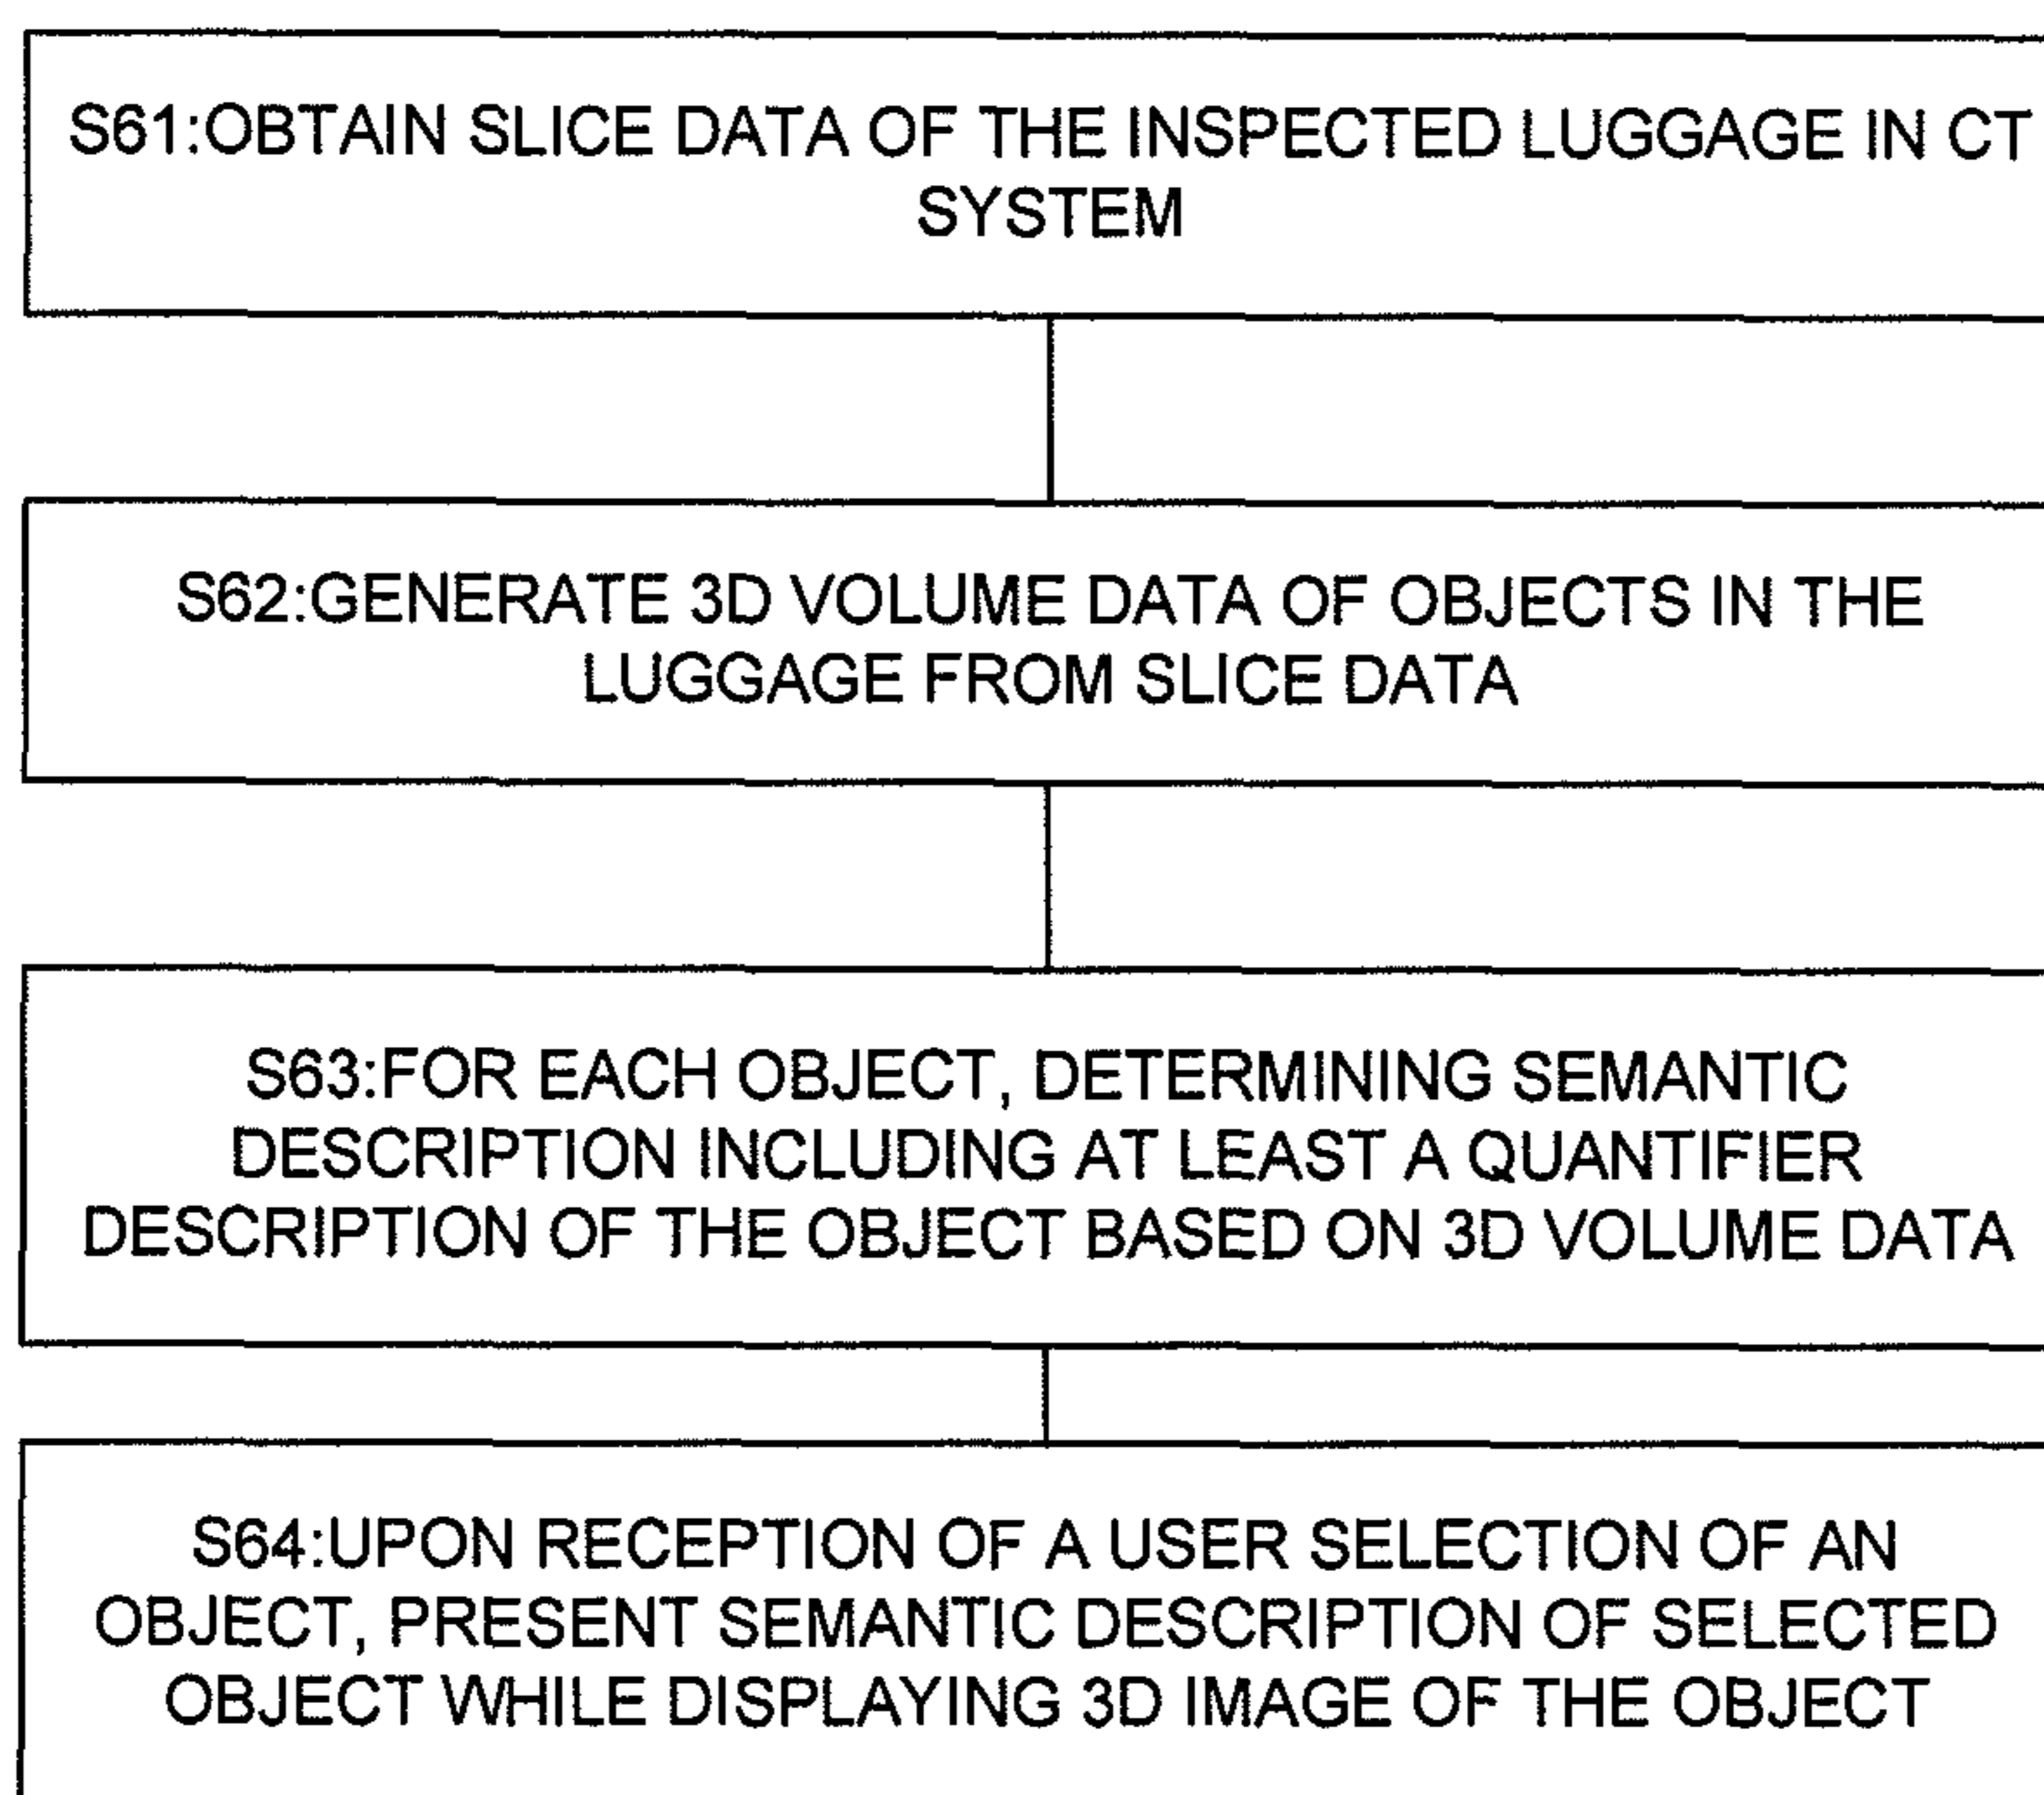 S61:OBTAIN SLICE DATA OF THE INSPECTED LUGGAGE IN CT
SYSTEM
S62:GENERATE 3D VOLUME DATA OF OBJECTS IN THE
LUGGAGE FROM SLICE DATA
S63:FOR EACH OBJECT, DETERMINING SEMANTIC
DESCRIPTION INCLUDING AT LEAST A QUANTIFIER
DESCRIPTION OF THE OBJECT BASED ON 3D VOLUME DATA
S64:UPON RECEPTION OF A USER SELECTION OF AN
OBJECT, PRESENT SEMANTIC DESCRIPTION OF SELECTED
OBJECT WHILE DISPLAYING 3D IMAGE OF THE OBJECT